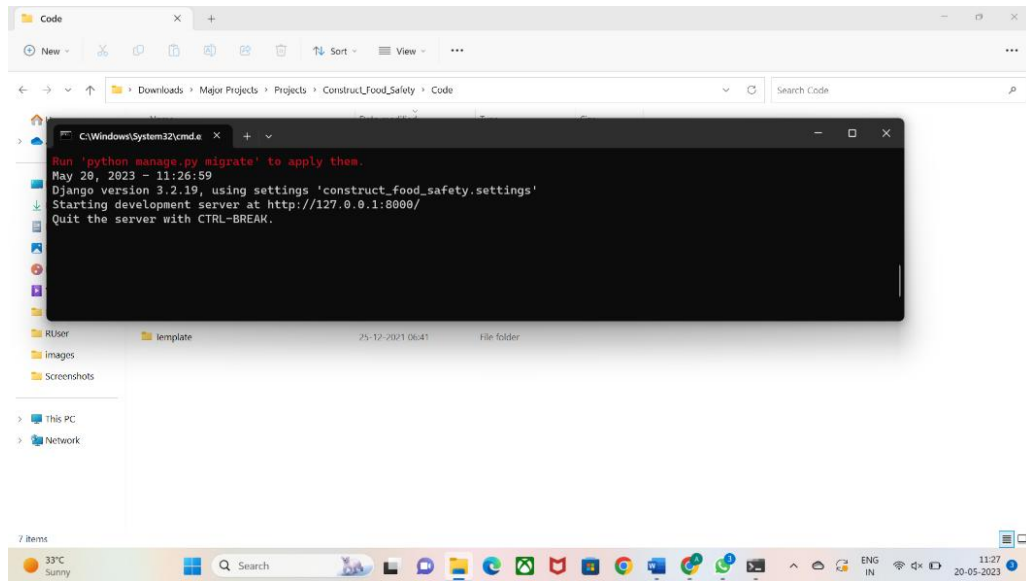 Code
New
Sort
View
Downloads > Major Projects > Projects > Construct_Food_Safety > Code
Search Code
C:\Windows\System32\cmd.e
Run 'python manage.py migrate' to apply them.
May 20, 2023 - 11:26:59
Django version 3.2.19, using settings 'construct_food_safety.settings'
Starting development server at http://127.0.0.1:8000/
Quit the server with CTRL-BREAK.
RUser
Template 25-12-2021 06:41 File folder
images
Screenshots
This PC
Network
7 items
33°C
Sunny
Search
ENG
IN
11:27
20-05-2023